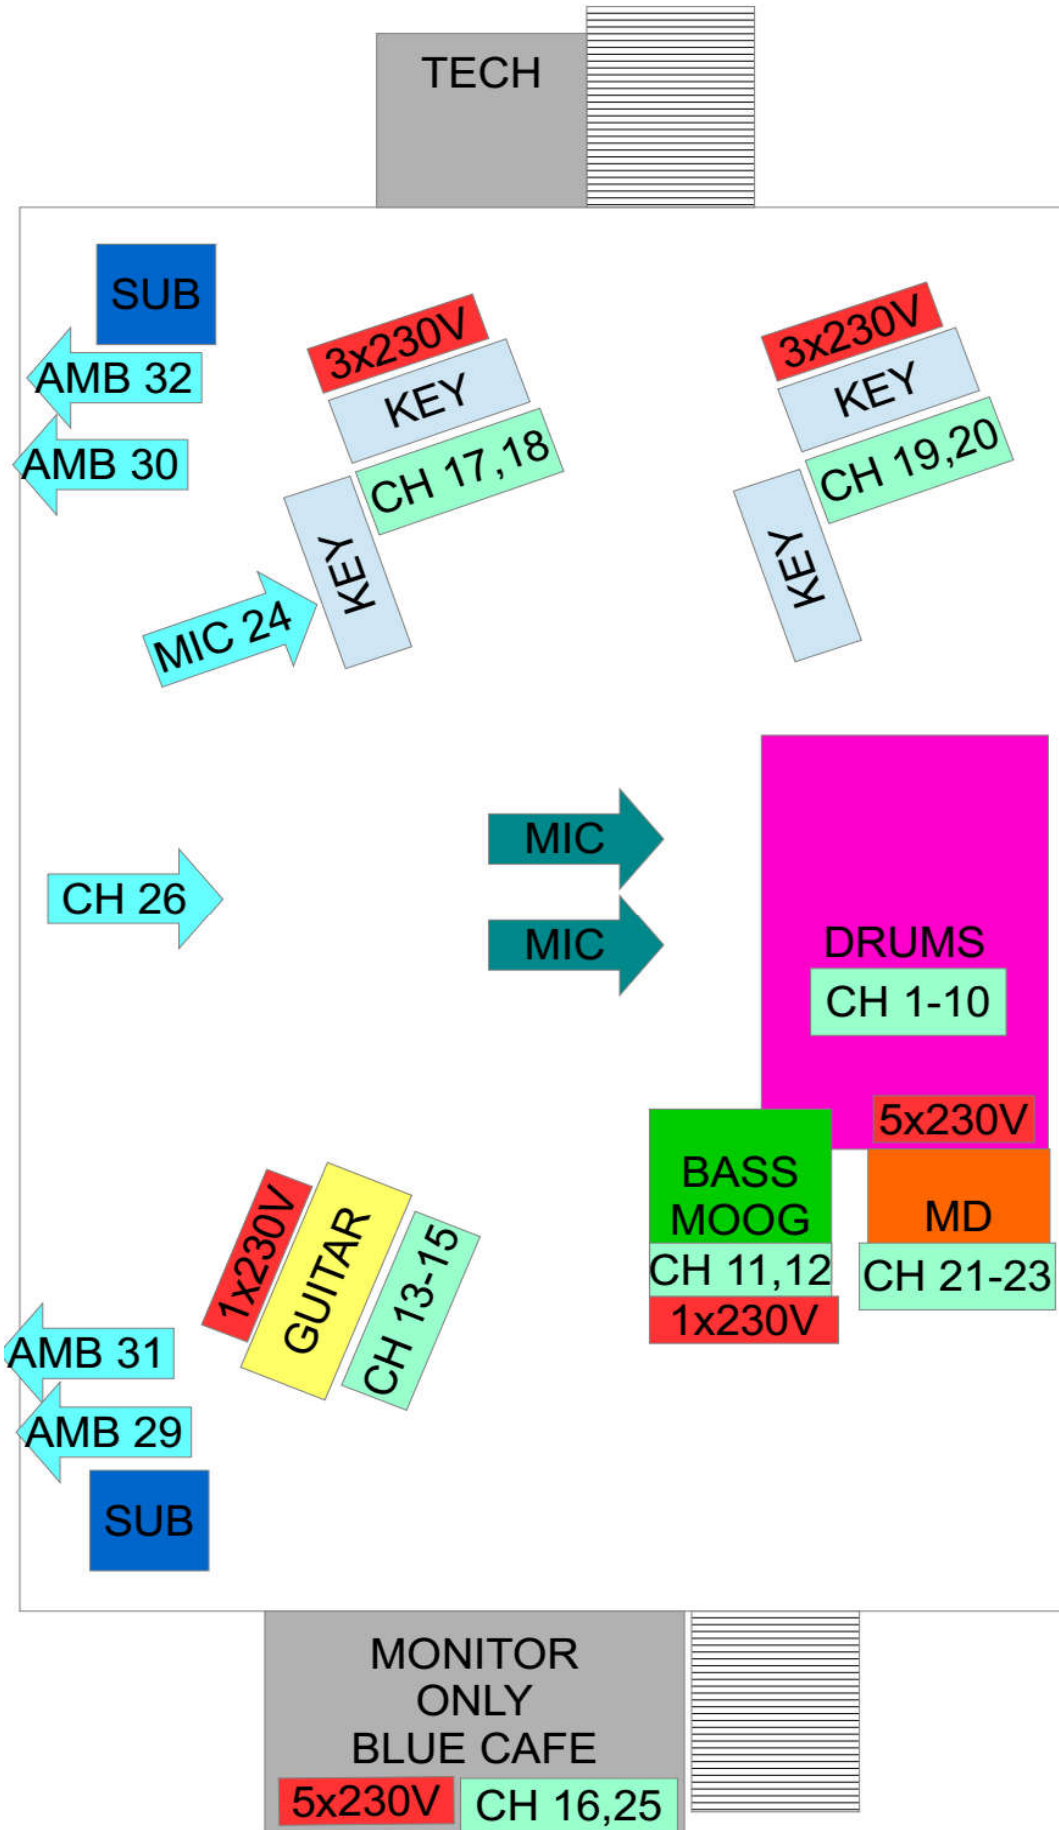 TECH
SUB
AMB 32
AMB 30
3x230V
KEY
CH 17,18
KEY
MIC 24
3x230V
KEY
CH 19,20
KEY
MIC
MIC
CH 26
DRUMS
CH 1-10
5x230V
BASS
MOOG
CH 11,12
1x230V
MD
CH 21-23
1x230V
GUITAR
CH 13-15
AMB 31
AMB 29
SUB
MONITOR
ONLY
BLUE CAFE
5x230V
CH 16,25